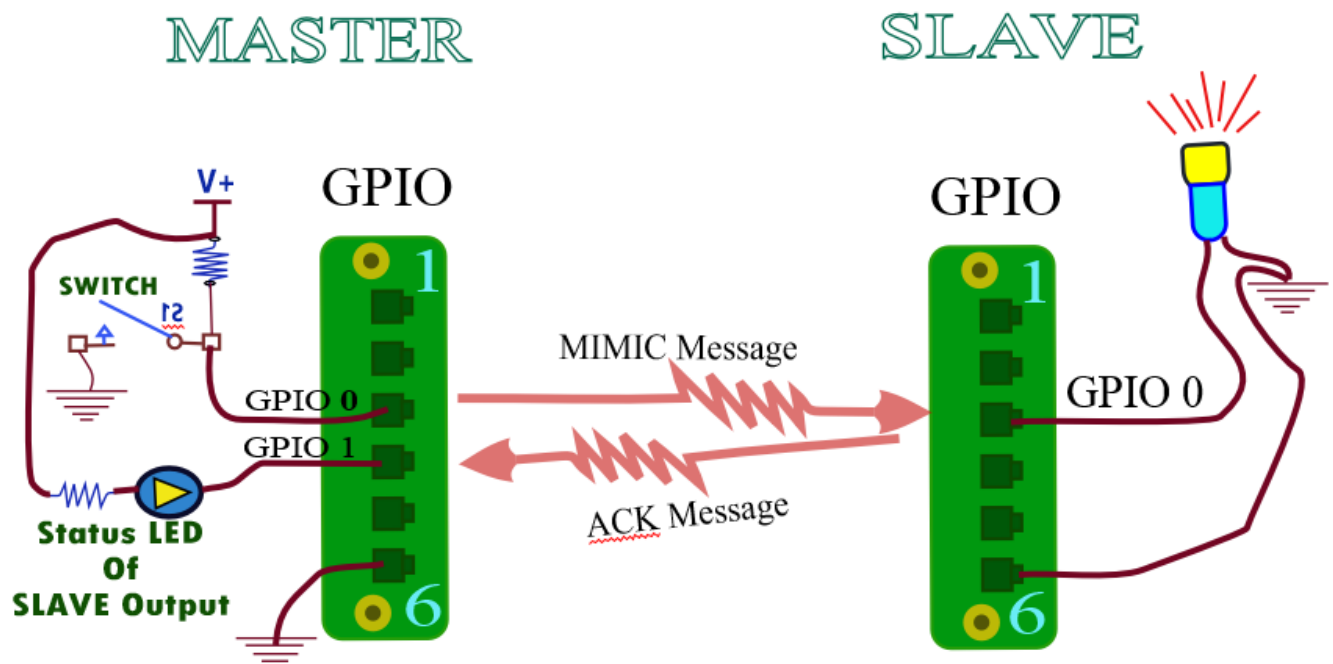 MASTER
SLAVE
V+
GPIO
GPIO
1
1
SWITCH
S1
MIMIC Message
GPIO 0
GPIO 0
GPIO 1
ACK Message
Status LED
Of
SLAVE Output
6
6